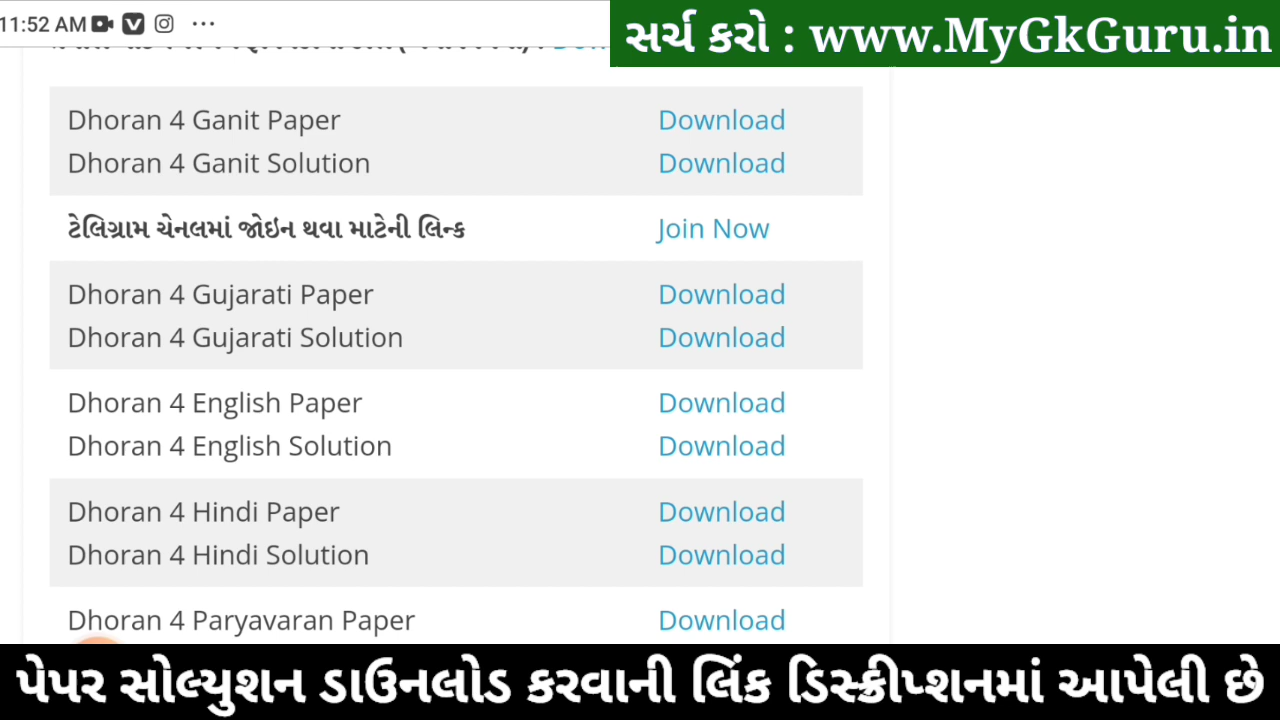 11:52 AM
સર્ચ કરો : www.MyGkGuru.in
Dhoran 4 Ganit Paper Download
Dhoran 4 Ganit Solution Download
ટેલિગ્રામ ચેનલમાં જોઇન થવા માટેની લિન્ક Join Now
Dhoran 4 Gujarati Paper Download
Dhoran 4 Gujarati Solution Download
Dhoran 4 English Paper Download
Dhoran 4 English Solution Download
Dhoran 4 Hindi Paper Download
Dhoran 4 Hindi Solution Download
Dhoran 4 Paryavaran Paper Download
પેપર સોલ્યુશન ડાઉનલોડ કરવાની લિંક ડિસ્ક્રીપ્શનમાં આપેલી છે